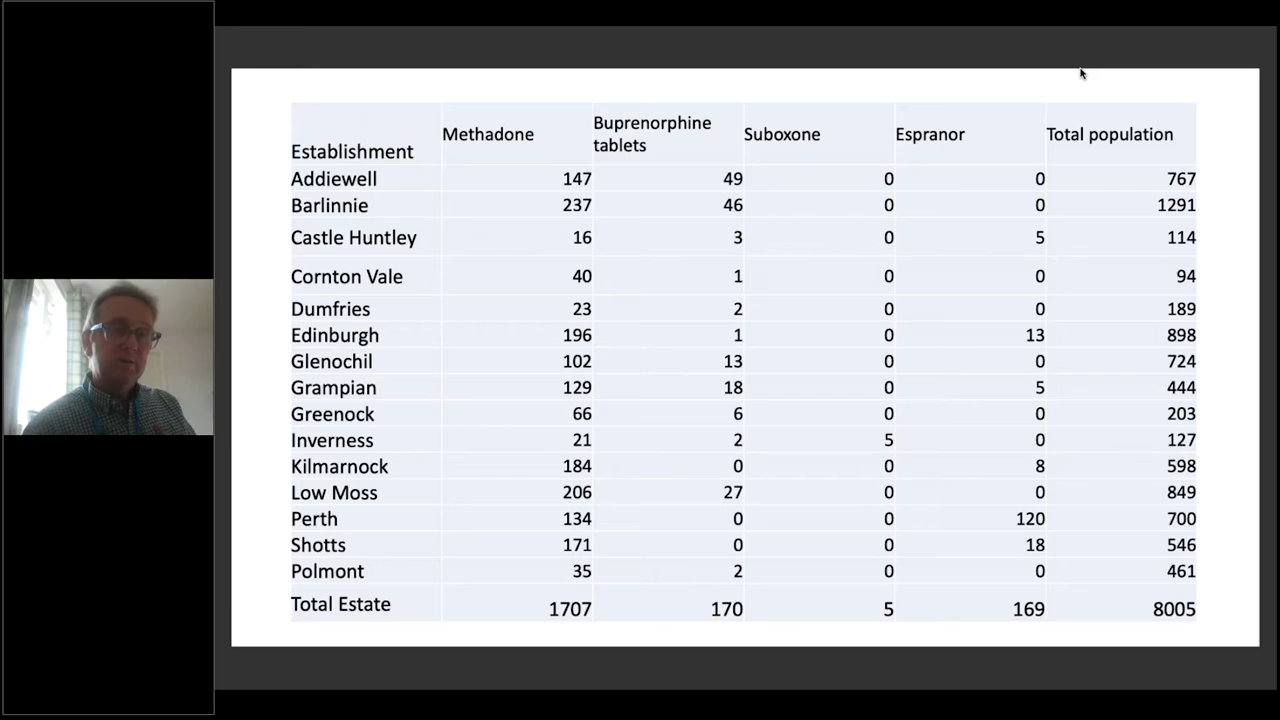 Establishment Methadone Buprenorphine tablets Suboxone Espranor Total population
Addiewell 147 49 0 0 767
Barlinnie 237 46 0 0 1291
Castle Huntley 16 3 0 5 114
Cornton Vale 40 1 0 0 94
Dumfries 23 2 0 0 189
Edinburgh 196 1 0 13 898
Glenochil 102 13 0 0 724
Grampian 129 18 0 5 444
Greenock 66 6 0 0 203
Inverness 21 2 5 0 127
Kilmarnock 184 0 0 8 598
Low Moss 206 27 0 0 849
Perth 134 0 0 120 700
Shotts 171 0 0 18 546
Polmont 35 2 0 0 461
Total Estate 1707 170 5 169 8005